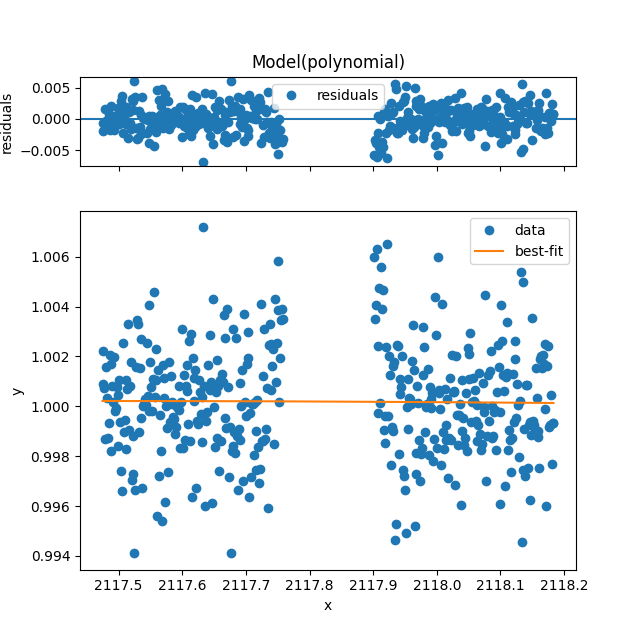 Model(polynomial)
residuals
0.005
0.000
−0.005
residuals
y
1.006
1.004
1.002
1.000
0.998
0.996
0.994
data
best-fit
2117.5 2117.6 2117.7 2117.8 2117.9 2118.0 2118.1 2118.2
x